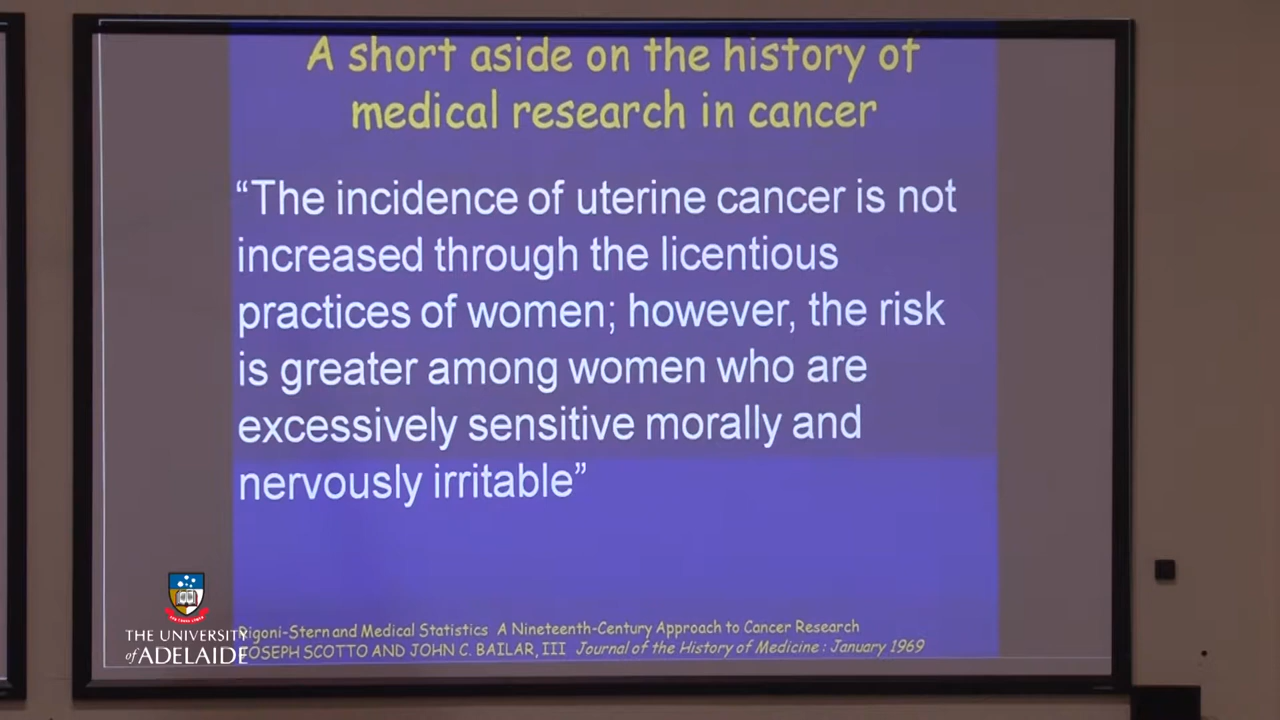 A short aside on the history of
medical research in cancer
“The incidence of uterine cancer is not
increased through the licentious
practices of women; however, the risk
is greater among women who are
excessively sensitive morally and
nervously irritable”
Rigoni-Stern and Medical Statistics A Nineteenth-Century Approach to Cancer Research
JOSEPH SCOTTO AND JOHN C. BAILAR, III Journal of the History of Medicine : January 1969
THE UNIVERSITY
of ADELAIDE